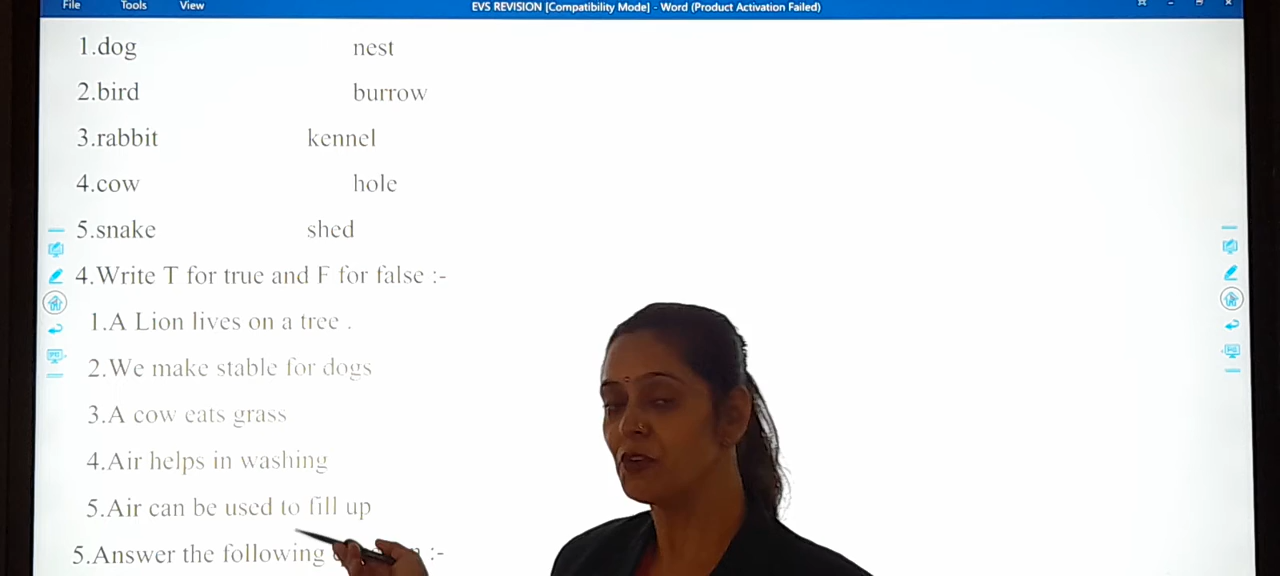 File Tools View EVS REVISION [Compatibility Mode] - Word (Product Activation Failed)
1.dog nest
2.bird burrow
3.rabbit kennel
4.cow hole
5.snake shed
4.Write T for true and F for false :-
1.A Lion lives on a tree .
2.We make stable for dogs
3.A cow eats grass
4.Air helps in washing
5.Air can be used to fill up
5.Answer the following :-